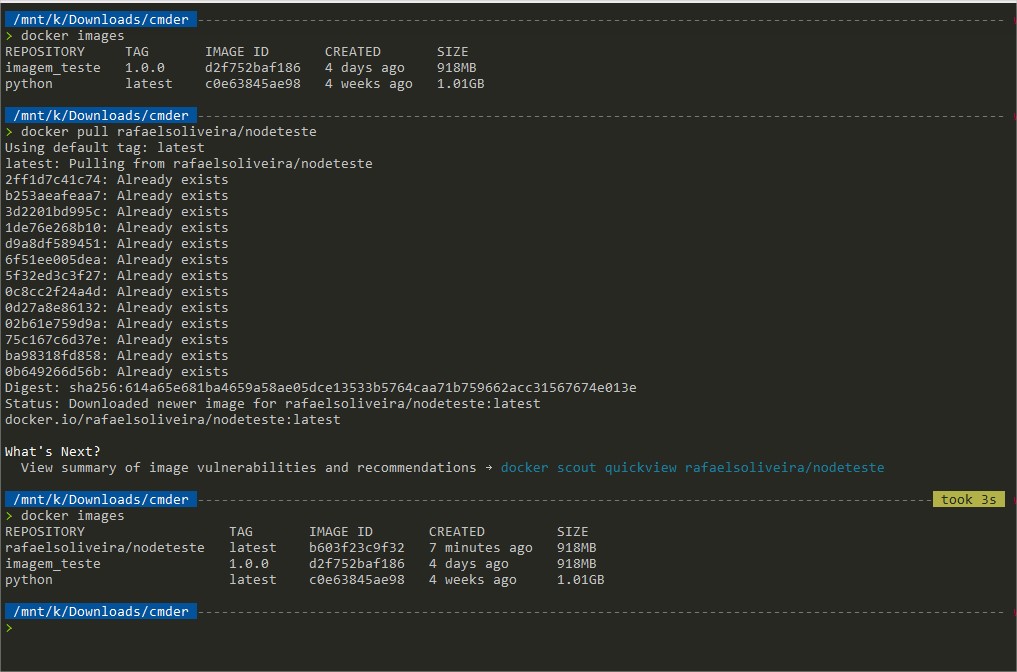 /mnt/k/Downloads/cmder
> docker images
REPOSITORY TAG IMAGE ID CREATED SIZE
imagem_teste 1.0.0 d2f752baf186 4 days ago 918MB
python latest c0e63845ae98 4 weeks ago 1.01GB
/mnt/k/Downloads/cmder
> docker pull rafaelsoliveira/nodeteste
Using default tag: latest
latest: Pulling from rafaelsoliveira/nodeteste
2ff1d7c41c74: Already exists
b253aeafeaa7: Already exists
3d2201bd995c: Already exists
1de76e268b10: Already exists
d9a8df589451: Already exists
6f51ee005dea: Already exists
5f32ed3c3f27: Already exists
0c8cc2f24a4d: Already exists
0d27a8e86132: Already exists
02b61e759d9a: Already exists
75c167c6d37e: Already exists
ba98318fd858: Already exists
0b649266d56b: Already exists
Digest: sha256:614a65e681ba4659a58ae05dce13533b5764caa71b759662acc31567674e013e
Status: Downloaded newer image for rafaelsoliveira/nodeteste:latest
docker.io/rafaelsoliveira/nodeteste:latest
What's Next?
View summary of image vulnerabilities and recommendations → docker scout quickview rafaelsoliveira/nodeteste
/mnt/k/Downloads/cmder took 3s
> docker images
REPOSITORY TAG IMAGE ID CREATED SIZE
rafaelsoliveira/nodeteste latest b603f23c9f32 7 minutes ago 918MB
imagem_teste 1.0.0 d2f752baf186 4 days ago 918MB
python latest c0e63845ae98 4 weeks ago 1.01GB
/mnt/k/Downloads/cmder
>